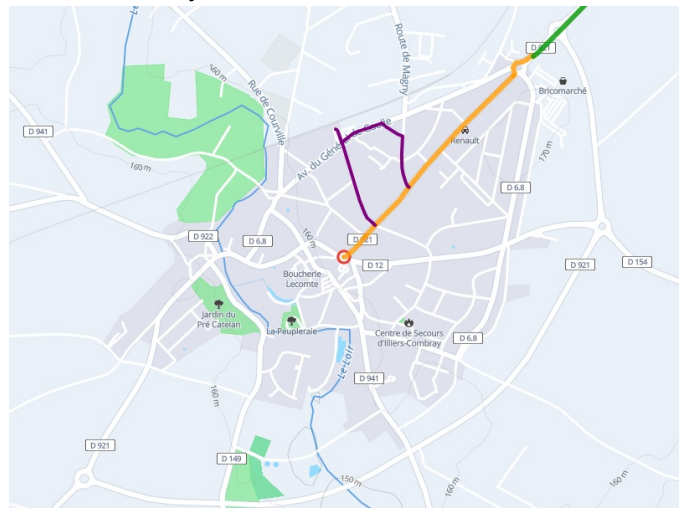 Le
160 m
Rue de Courville
Route de Magny
D 921
Bricomarché
D 941
Av. du Général de Gaulle
Renault
170 m
160 m
D 6.8
D 922
D 6.8
160 m
D 921
D 12
D 921
D 154
Boucherie
Lecomte
Jardin du
Pré Catelan
La Peupleraie
Centre de Secours
d'Illiers-Combray
D 6.8
Le Loir
D 941
160 m
D 921
D 149
150 m
160 m
160 m